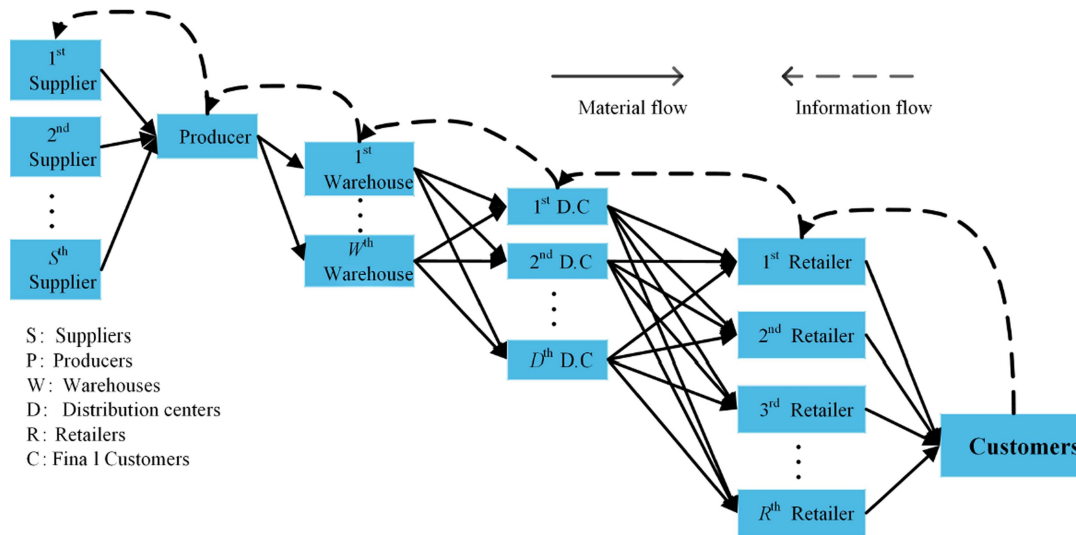 1st
Supplier
2nd
Supplier
Sth
Supplier
Producer
1st
Warehouse
Wth
Warehouse
1st D.C
2nd D.C
Dth D.C
1st Retailer
2nd Retailer
3rd Retailer
Rth Retailer
Customers
Material flow
Information flow
S: Suppliers
P: Producers
W: Warehouses
D: Distribution centers
R: Retailers
C: Fina l Customers